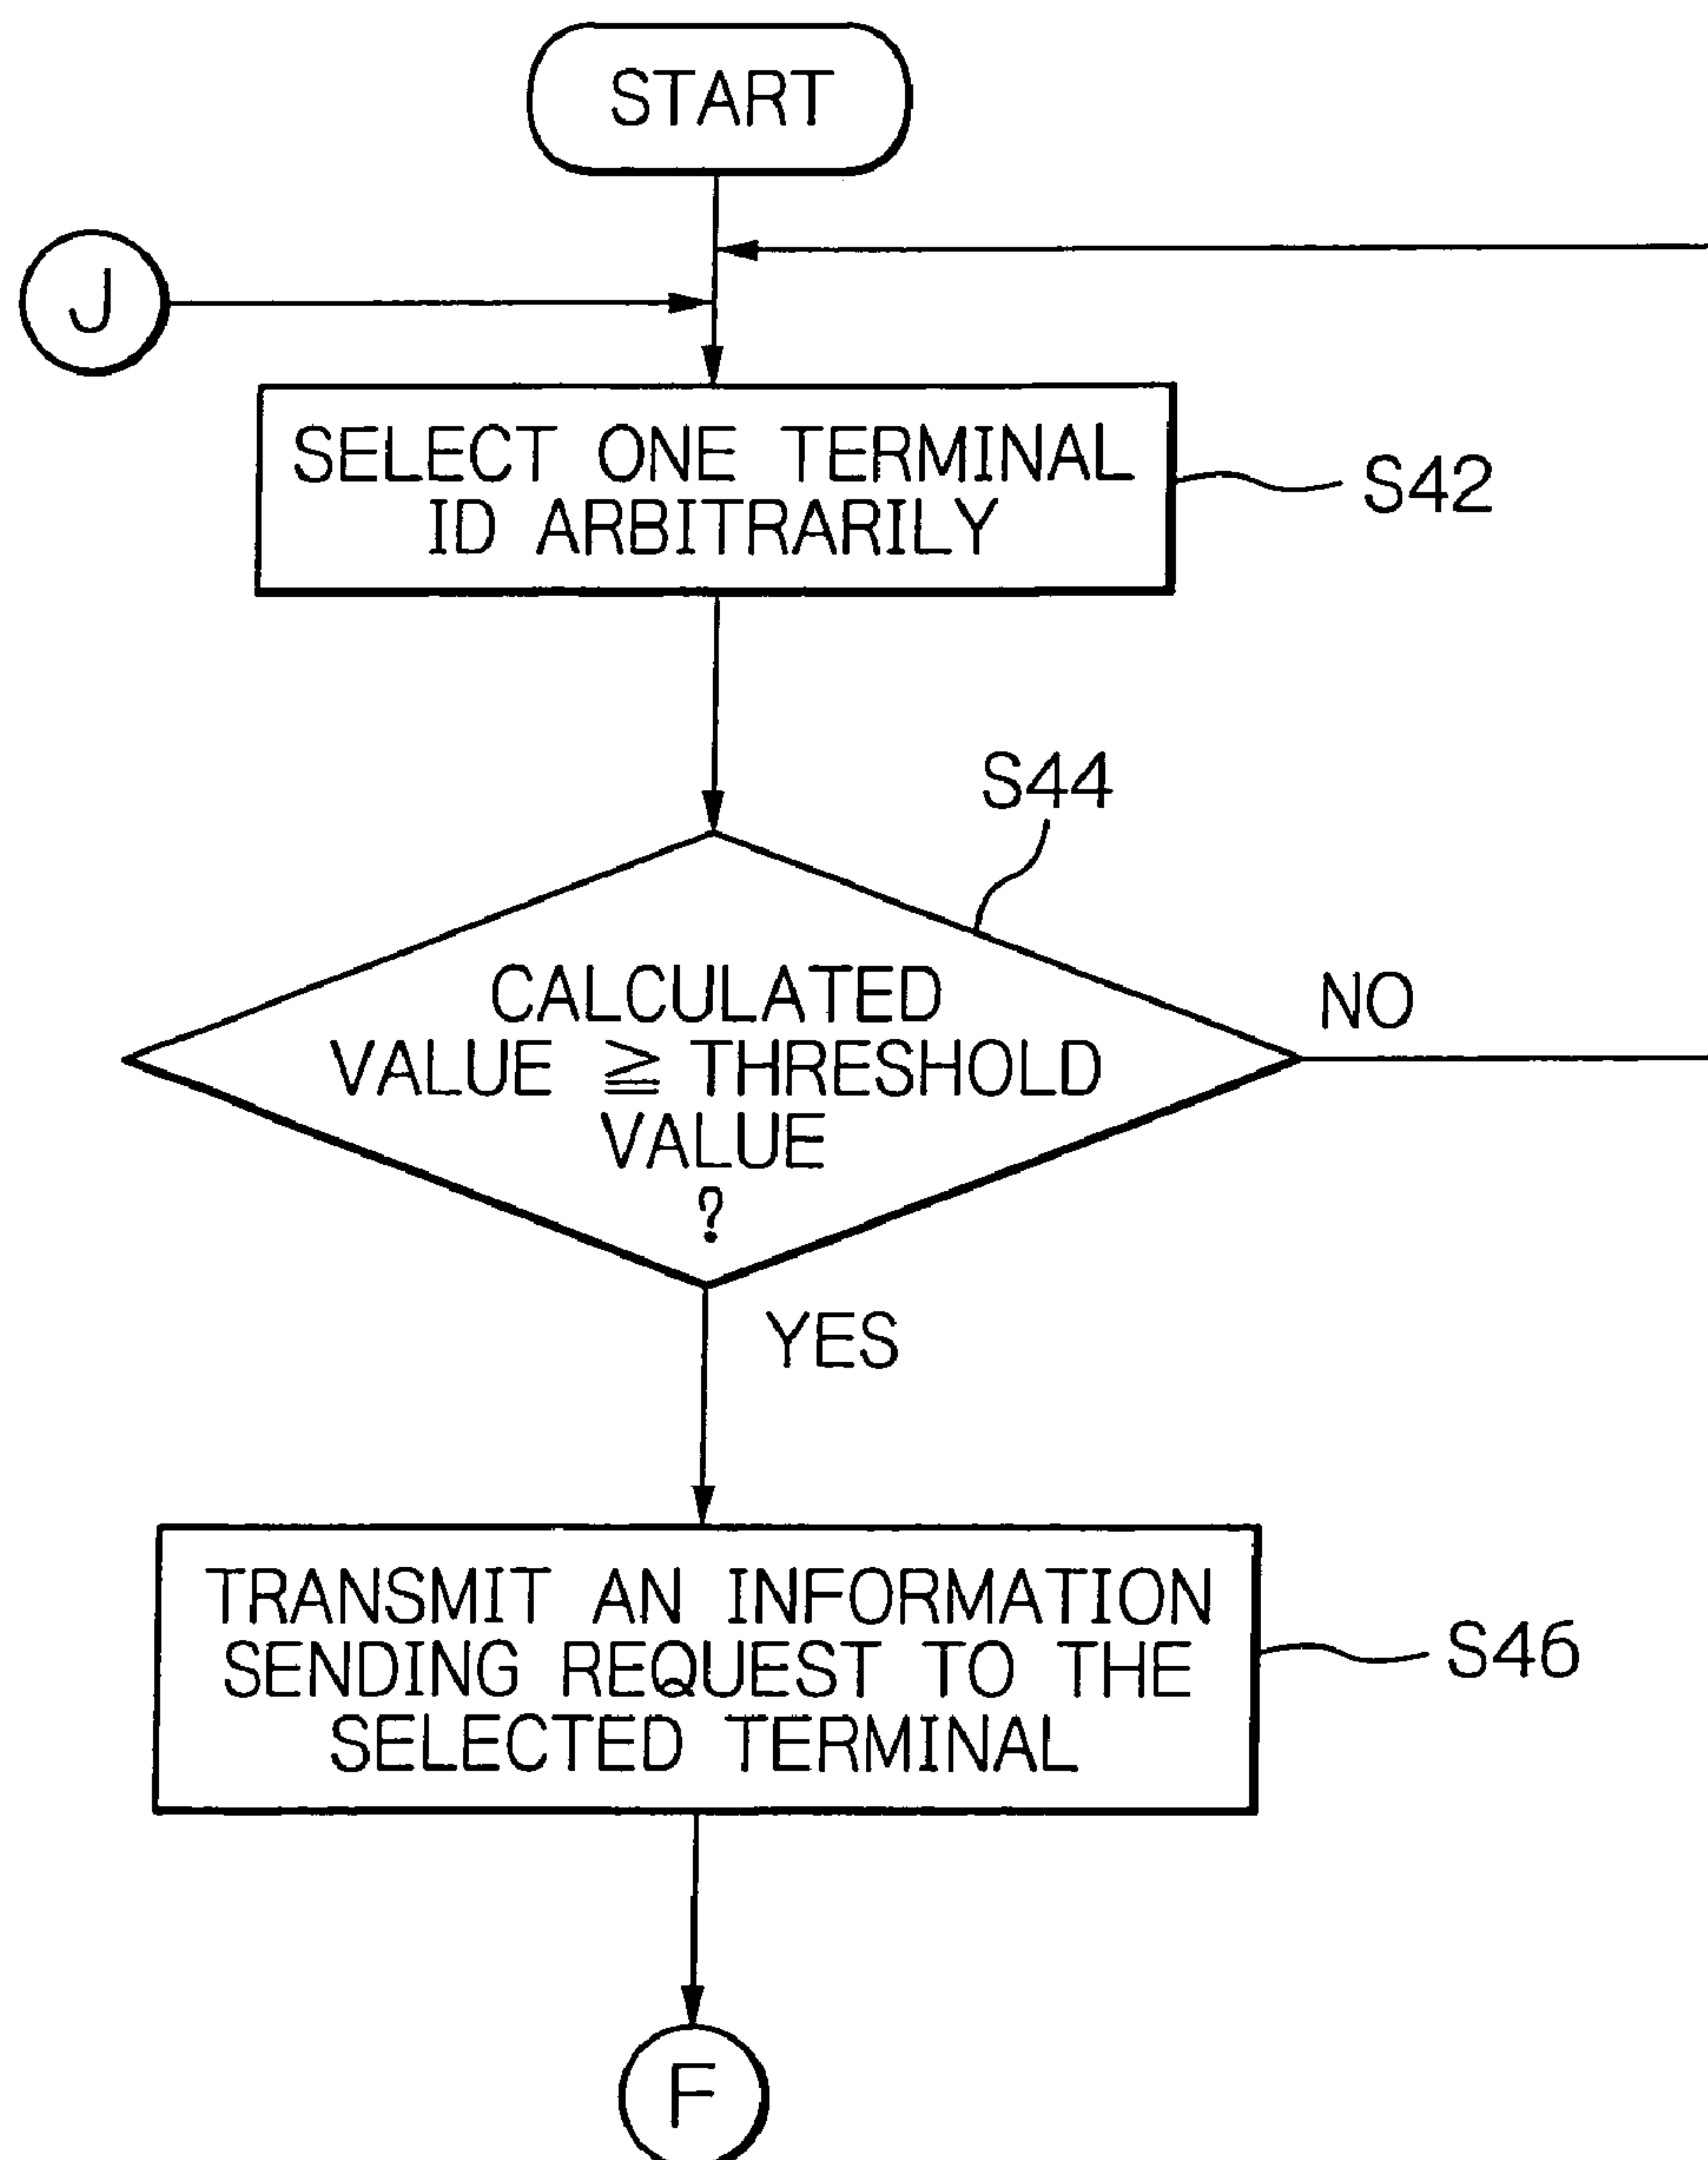 START
J
SELECT ONE TERMINAL
ID ARBITRARILY
S42
S44
CALCULATED
VALUE ≧ THRESHOLD
VALUE
?
NO
YES
TRANSMIT AN INFORMATION
SENDING REQUEST TO THE
SELECTED TERMINAL
S46
F